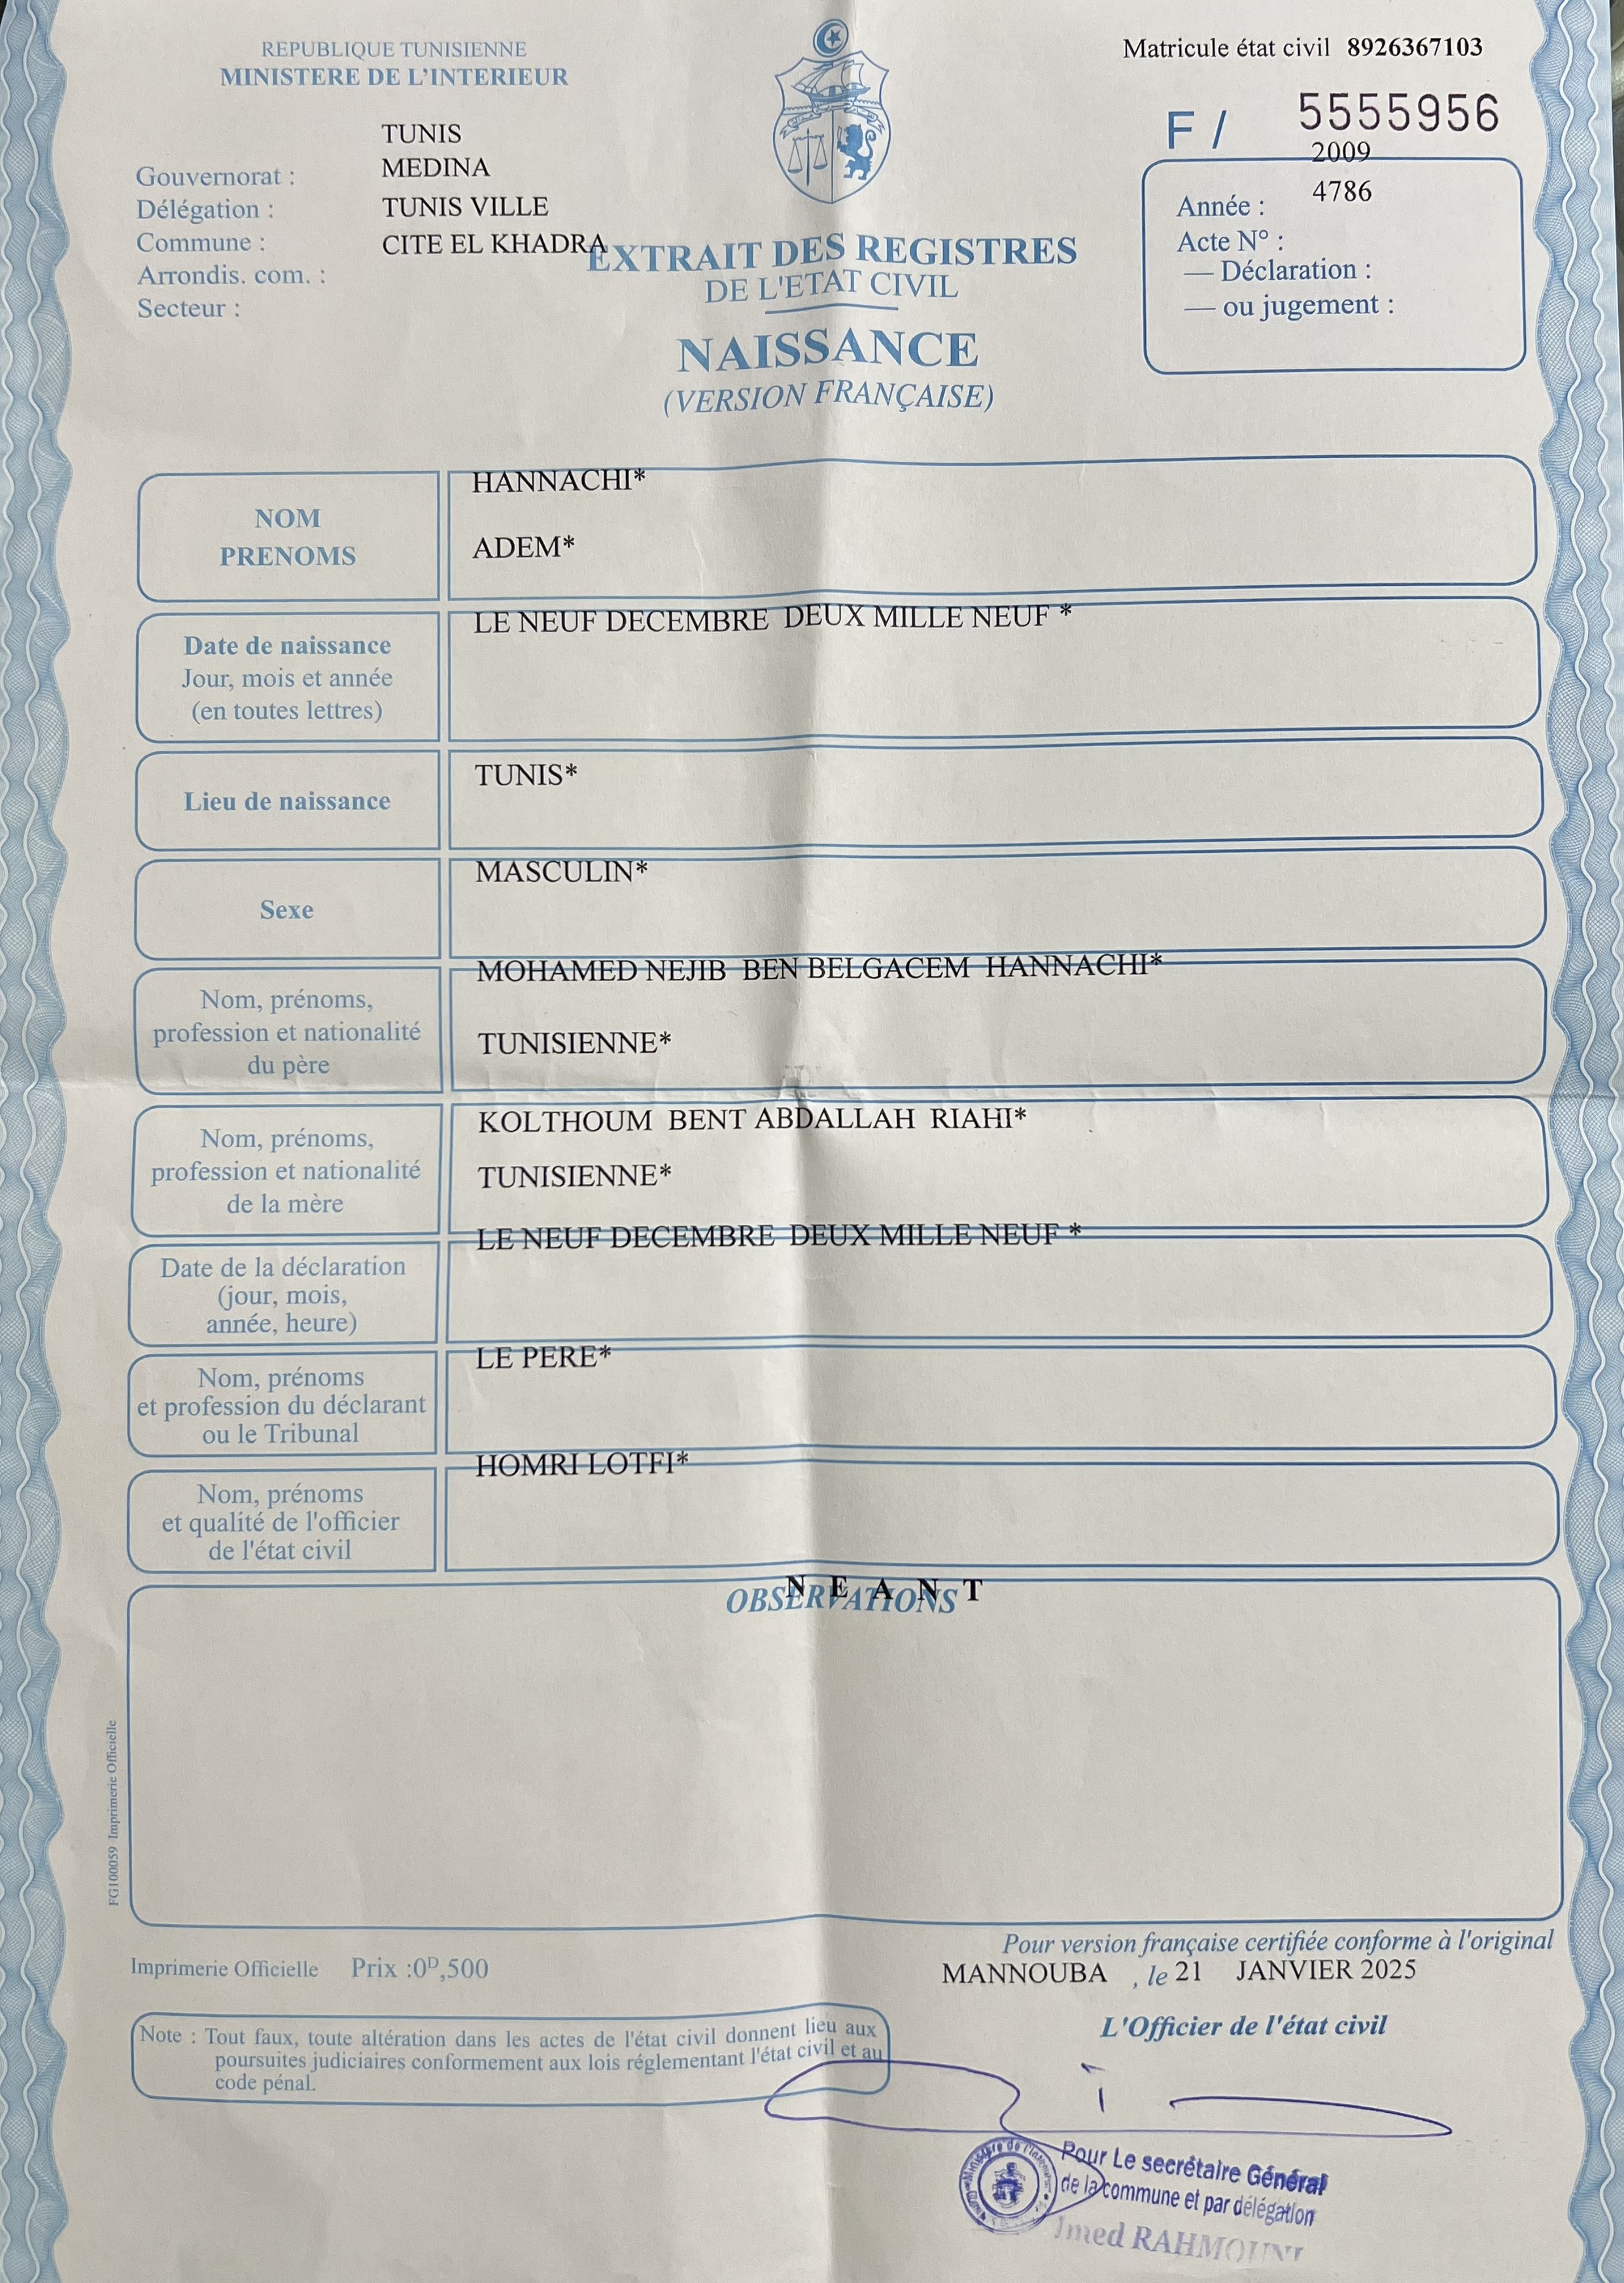 REPUBLIQUE TUNISIENNE
MINISTERE DE L'INTERIEUR
Matricule état civil 8926367103
F / 5555956
TUNIS
MEDINA
TUNIS VILLE
CITE EL KHADRA
Gouvernorat :
Délégation :
Commune :
Arrondis. com. :
Secteur :
2009
4786
Année :
Acte N° :
— Déclaration :
— ou jugement :
EXTRAIT DES REGISTRES
DE L'ETAT CIVIL
NAISSANCE
(VERSION FRANÇAISE)
NOM
PRENOMS
HANNACHI*
ADEM*
Date de naissance
Jour, mois et année
(en toutes lettres)
LE NEUF DECEMBRE DEUX MILLE NEUF *
Lieu de naissance
TUNIS*
Sexe
MASCULIN*
Nom, prénoms,
profession et nationalité
du père
MOHAMED NEJIB BEN BELGACEM HANNACHI*
TUNISIENNE*
Nom, prénoms,
profession et nationalité
de la mère
KOLTHOUM BENT ABDALLAH RIAHI*
TUNISIENNE*
Date de la déclaration
(jour, mois,
année, heure)
LE NEUF DECEMBRE DEUX MILLE NEUF *
Nom, prénoms
et profession du déclarant
ou le Tribunal
LE PERE*
Nom, prénoms
et qualité de l'officier
de l'état civil
HOMRI LOTFI*
OBSERVATIONS
N E A N T
FG100059 Imprimerie Officielle
Imprimerie Officielle Prix :0ᴰ,500
Pour version française certifiée conforme à l'original
MANNOUBA , le 21 JANVIER 2025
L'Officier de l'état civil
Note : Tout faux, toute altération dans les actes de l'état civil donnent lieu aux
poursuites judiciaires conformement aux lois réglementant l'état civil et au
code pénal.
Pour Le secrétaire Général
de la commune et par délégation
Imed RAHMOUNI